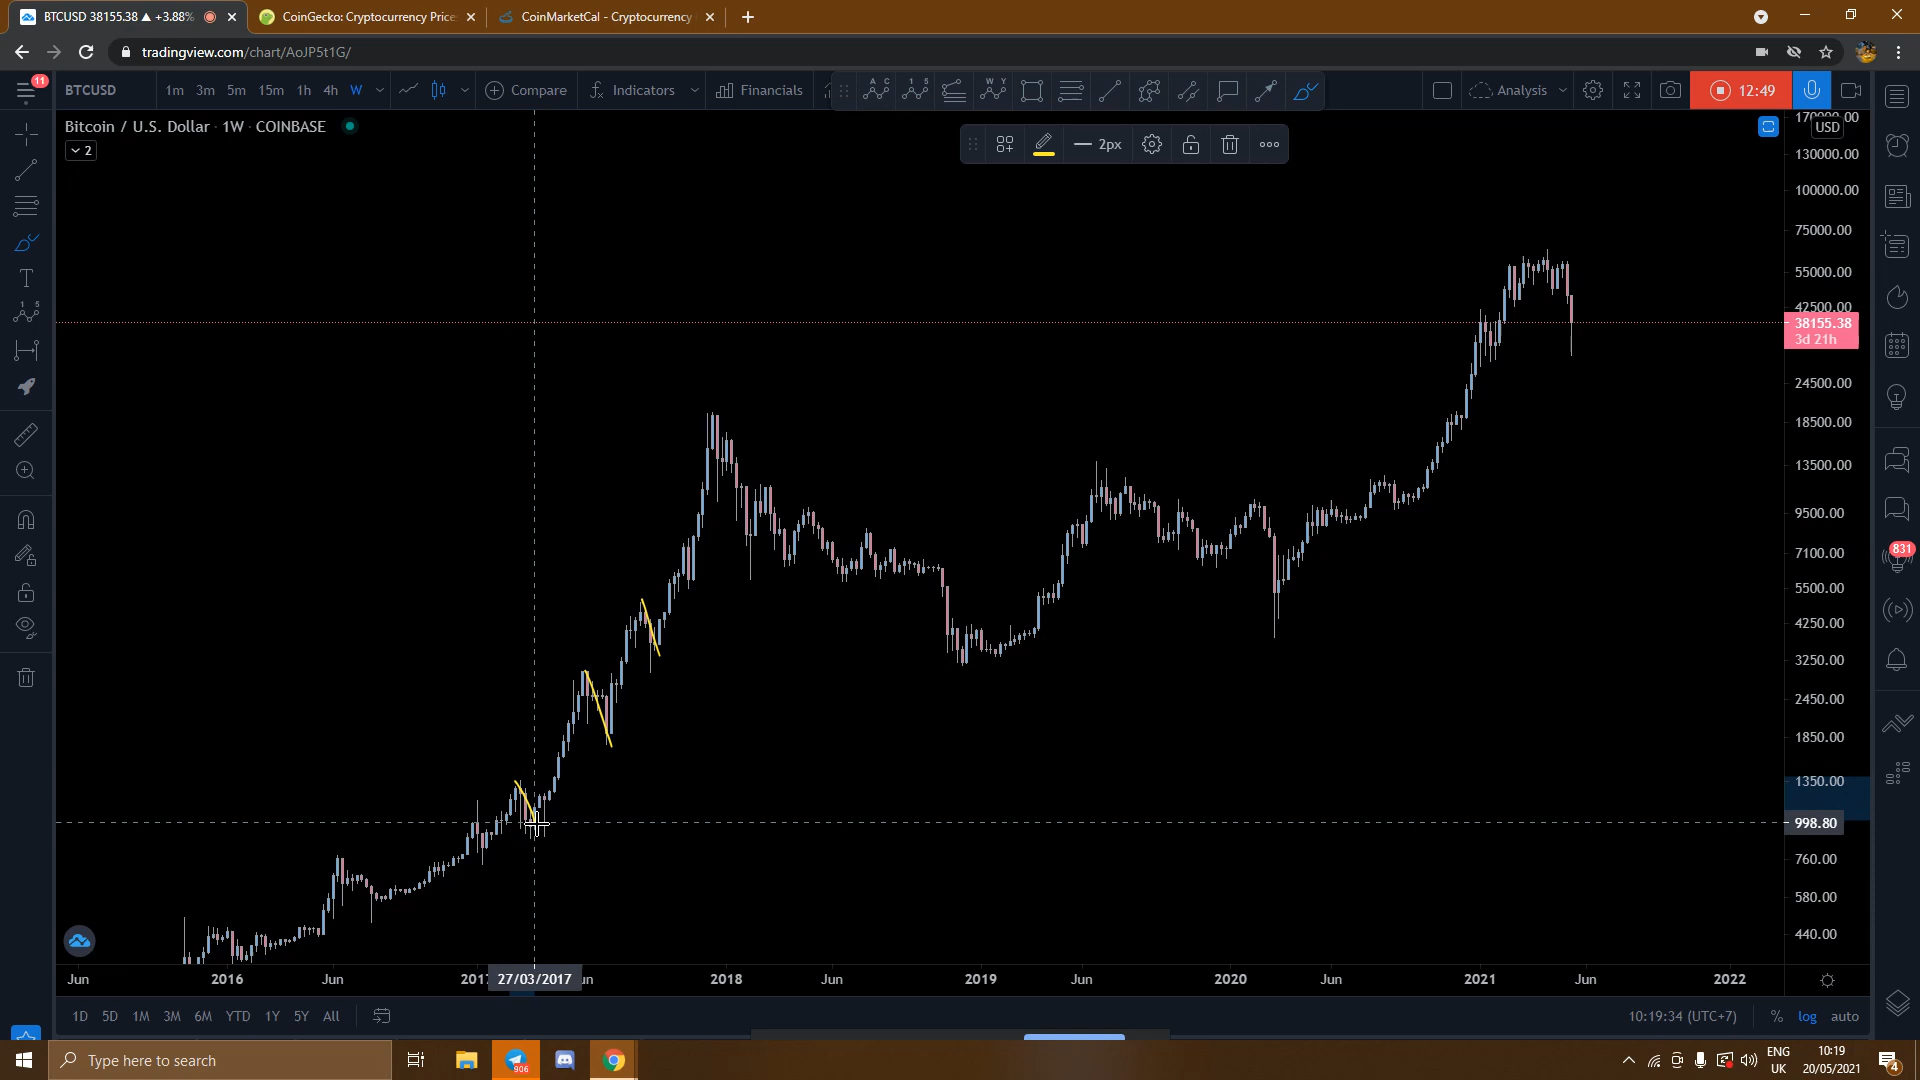 BTCUSD 38155.38 ▲ +3.88%
CoinGecko: Cryptocurrency Price
CoinMarketCal - Cryptocurrency
tradingview.com/chart/AoJP5t1G/
11
BTCUSD
1m 3m 5m 15m 1h 4h W
Compare
Indicators
Financials
Analysis
12:49
Bitcoin / U.S. Dollar · 1W · COINBASE
2
2px
USD
130000.00
100000.00
75000.00
55000.00
42500.00
38155.38
3d 21h
24500.00
18500.00
13500.00
9500.00
7100.00
5500.00
4250.00
3250.00
2450.00
1850.00
1350.00
998.80
760.00
580.00
440.00
831
Jun 2016 Jun 2017 27/03/2017 2018 Jun 2019 Jun 2020 Jun 2021 Jun 2022
1D 5D 1M 3M 6M YTD 1Y 5Y All
10:19:34 (UTC+7) % log auto
Type here to search
906
ENG
UK
10:19
20/05/2021
4